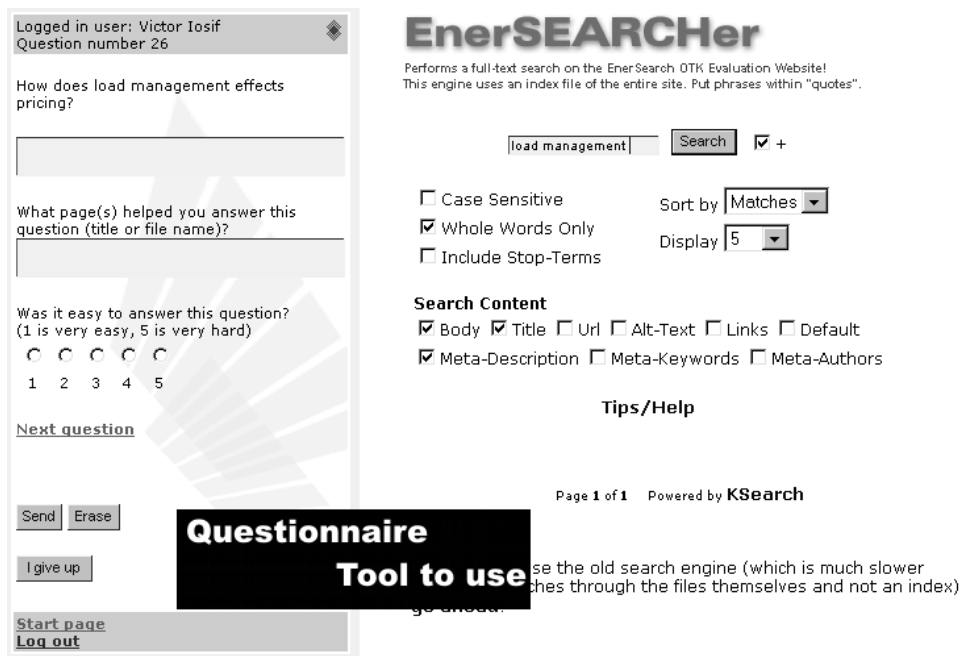 Logged in user: Victor Iosif
Question number 26
How does load management effects
pricing?
What page(s) helped you answer this
question (title or file name)?
Was it easy to answer this question?
(1 is very easy, 5 is very hard)
1 2 3 4 5
Next question
Send Erase
I give up
Start page
Log out
EnerSEARCHer
Performs a full-text search on the EnerSearch OTK Evaluation Website!
This engine uses an index file of the entire site. Put phrases within "quotes".
load management Search +
Case Sensitive
Whole Words Only
Include Stop-Terms
Sort by Matches
Display 5
Search Content
Body Title Url Alt-Text Links Default
Meta-Description Meta-Keywords Meta-Authors
Tips/Help
Page 1 of 1 Powered by KSearch
Questionnaire
Tool to use
se the old search engine (which is much slower
ches through the files themselves and not an index)